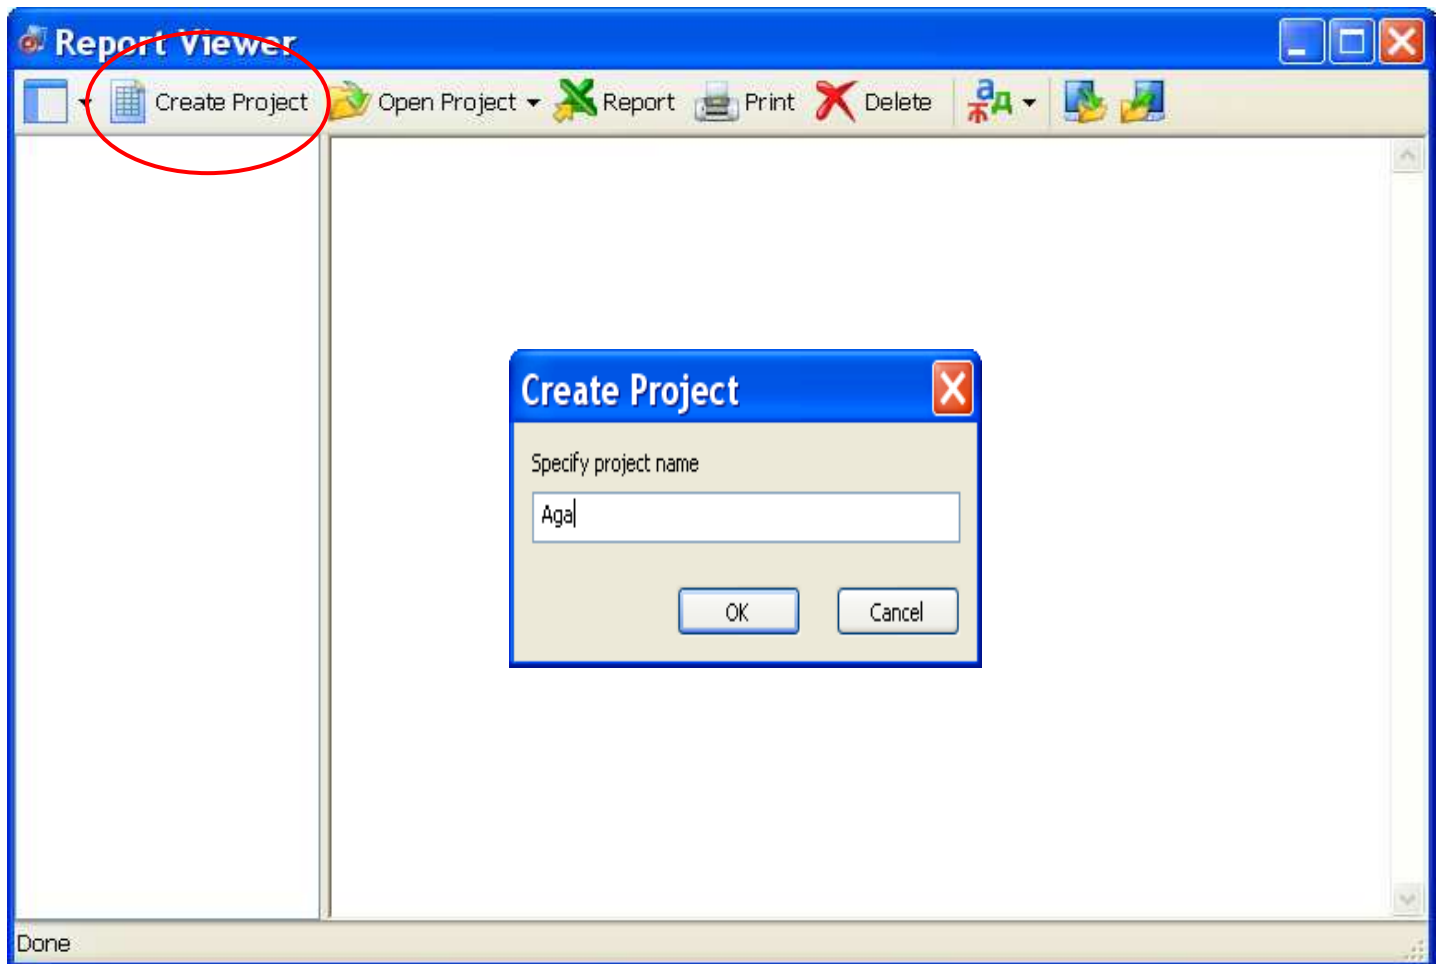 Report Viewer
Create Project Open Project Report Print Delete
Create Project
Specify project name
Aga
OK Cancel
Done